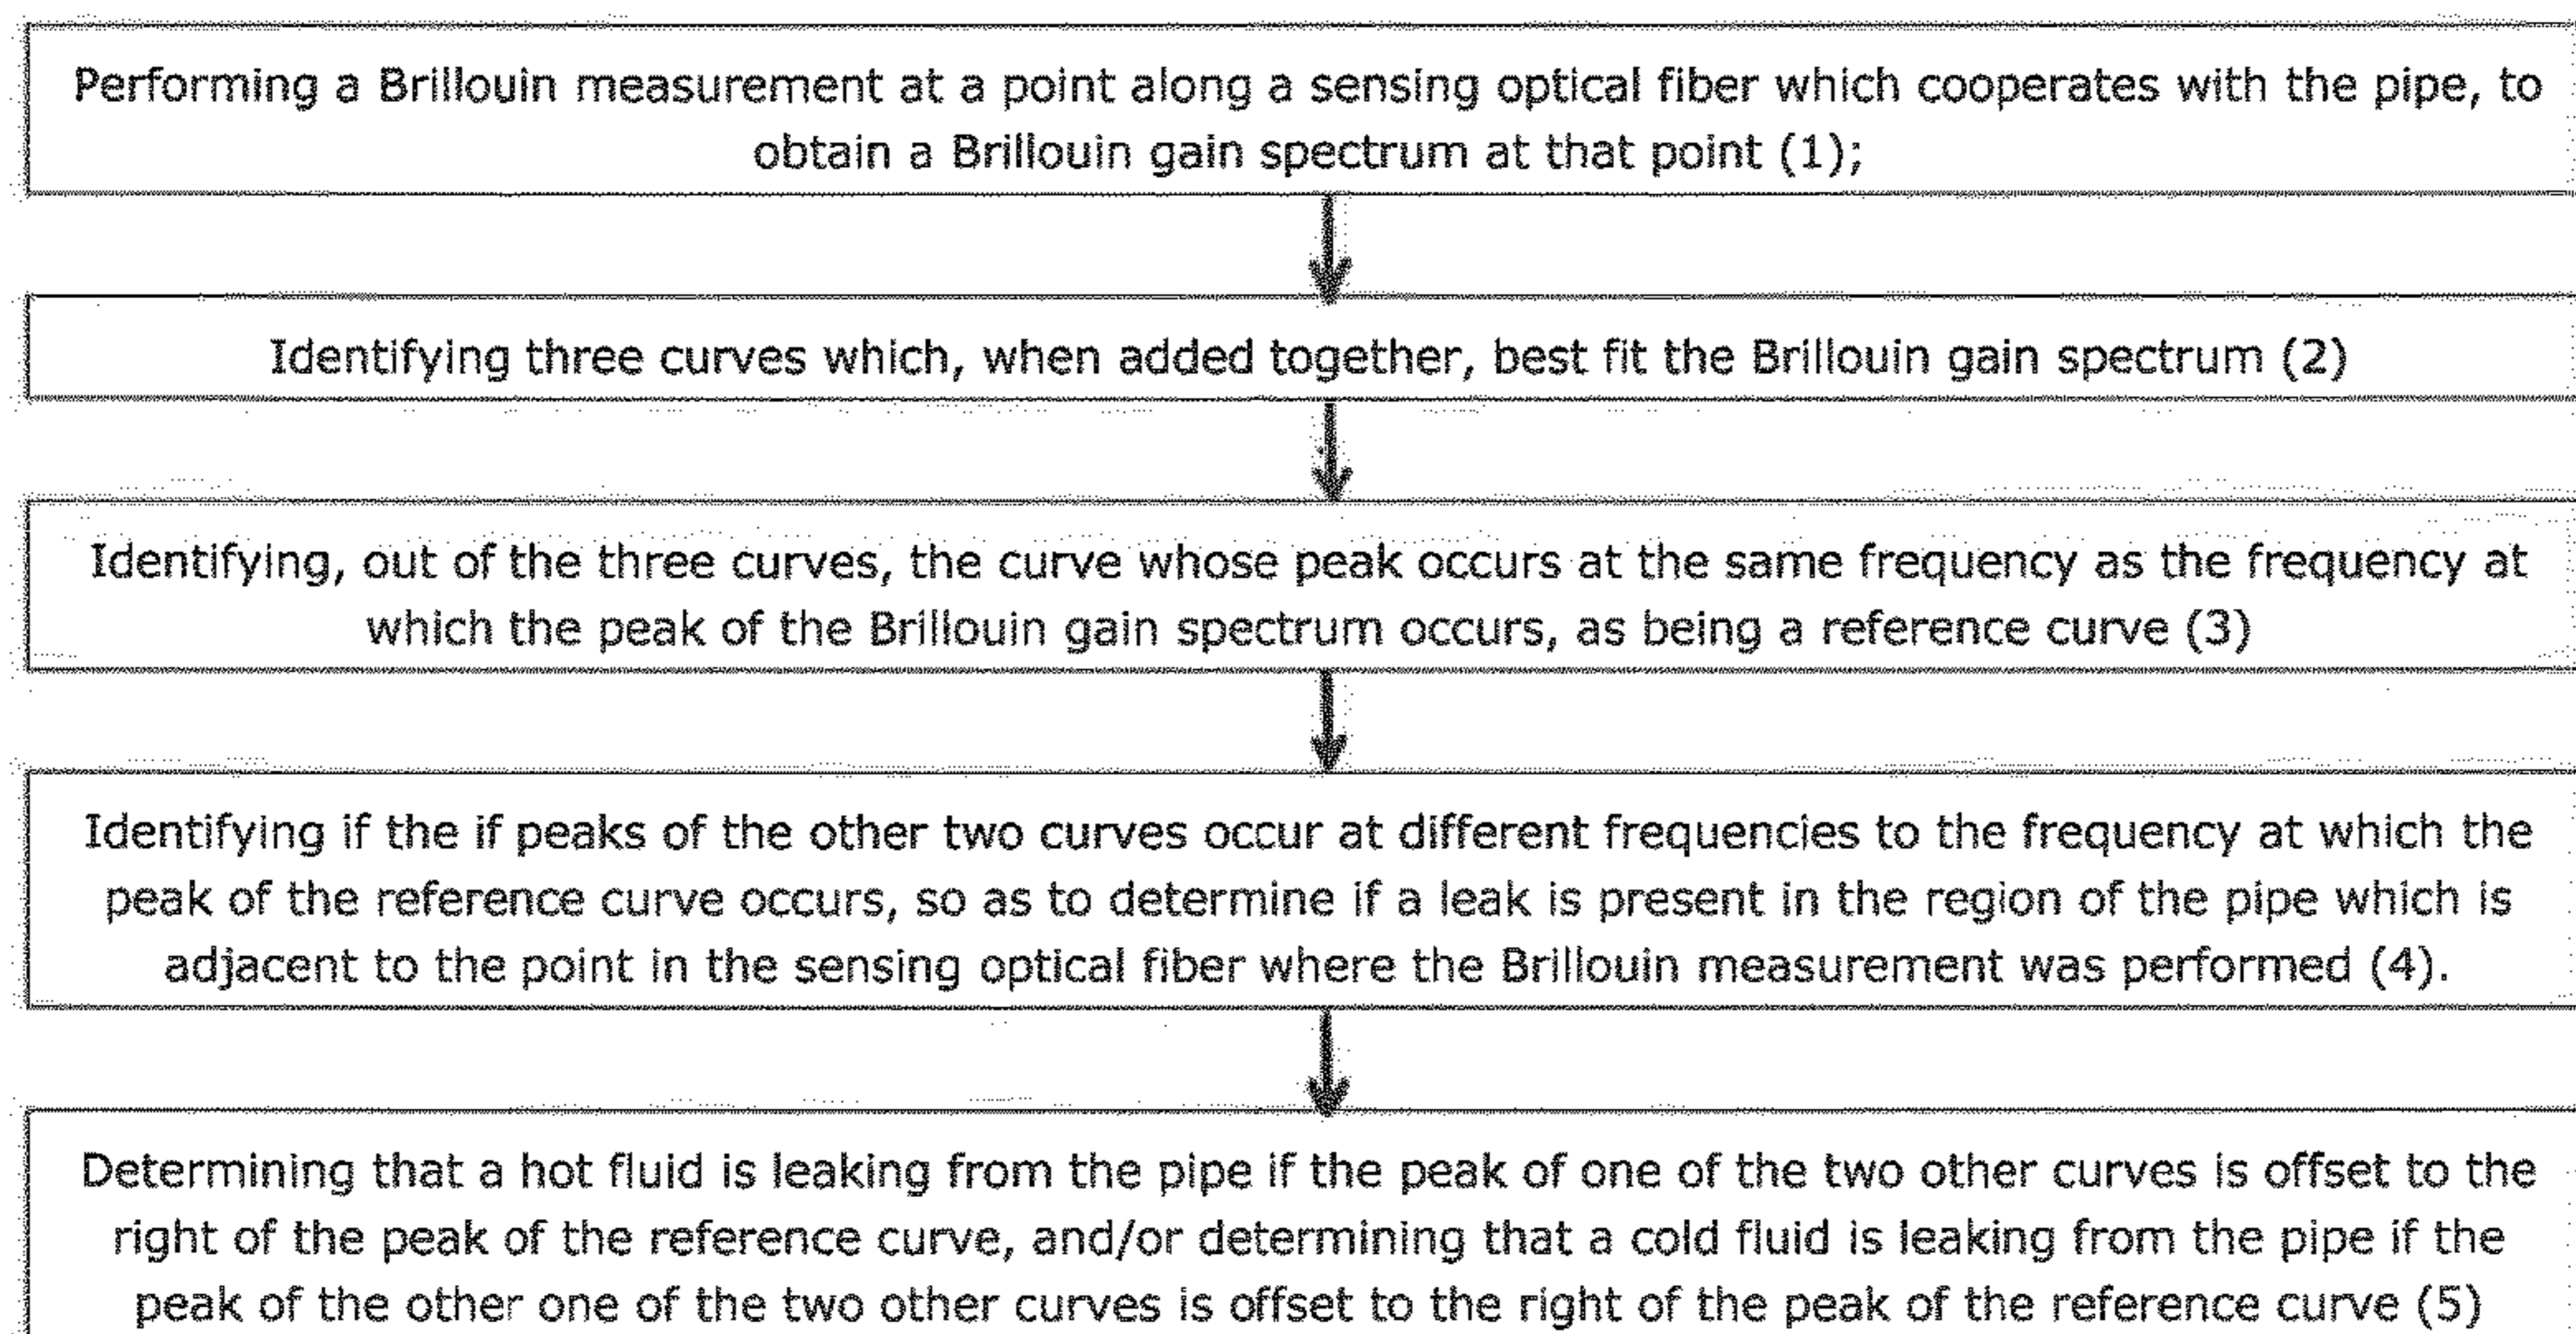 Performing a Brillouin measurement at a point along a sensing optical fiber which cooperates with the pipe, to
obtain a Brillouin gain spectrum at that point (1);
Identifying three curves which, when added together, best fit the Brillouin gain spectrum (2)
Identifying, out of the three curves, the curve whose peak occurs at the same frequency as the frequency at
which the peak of the Brillouin gain spectrum occurs, as being a reference curve (3)
Identifying if the if peaks of the other two curves occur at different frequencies to the frequency at which the
peak of the reference curve occurs, so as to determine if a leak is present in the region of the pipe which is
adjacent to the point in the sensing optical fiber where the Brillouin measurement was performed (4).
Determining that a hot fluid is leaking from the pipe if the peak of one of the two other curves is offset to the
right of the peak of the reference curve, and/or determining that a cold fluid is leaking from the pipe if the
peak of the other one of the two other curves is offset to the right of the peak of the reference curve (5)